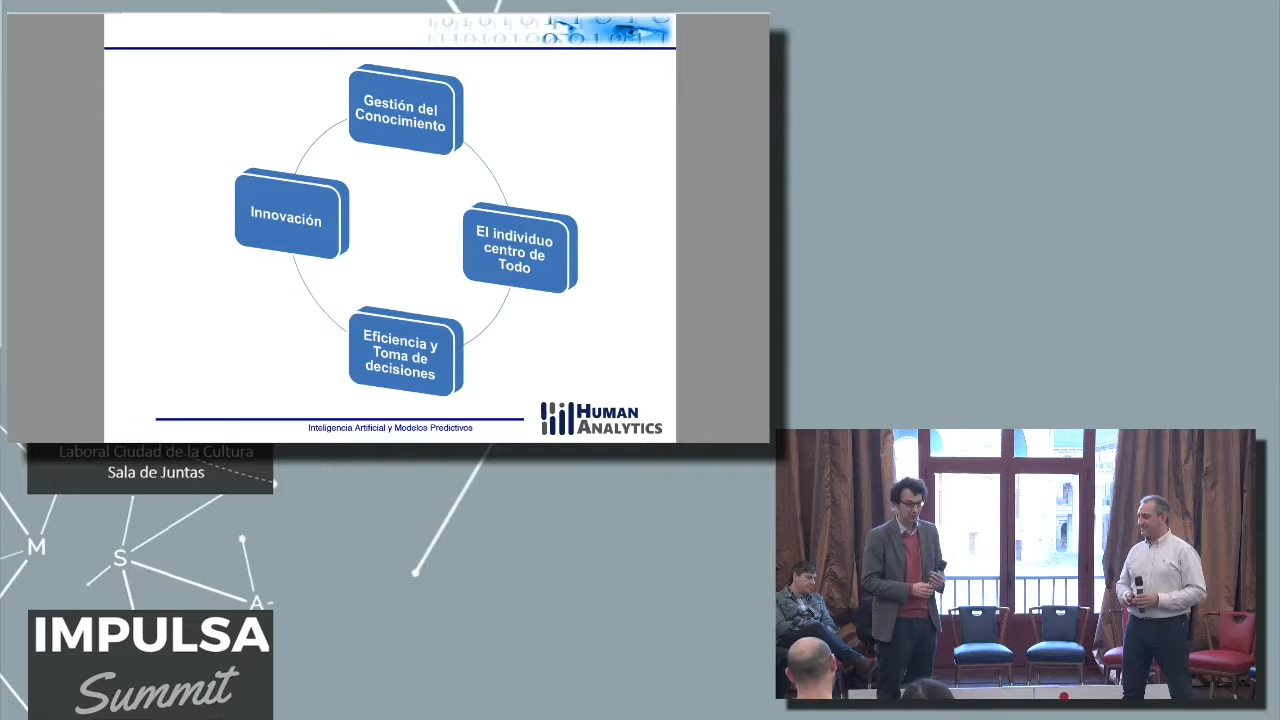 Gestión del
Conocimiento
Innovación
El individuo
centro de
Todo
Eficiencia y
Toma de
decisiones
Inteligencia Artificial y Modelos Predictivos
HUMAN
ANALYTICS
Laboral Ciudad de la Cultura
Sala de Juntas
M
S
A
IMPULSA
Summit